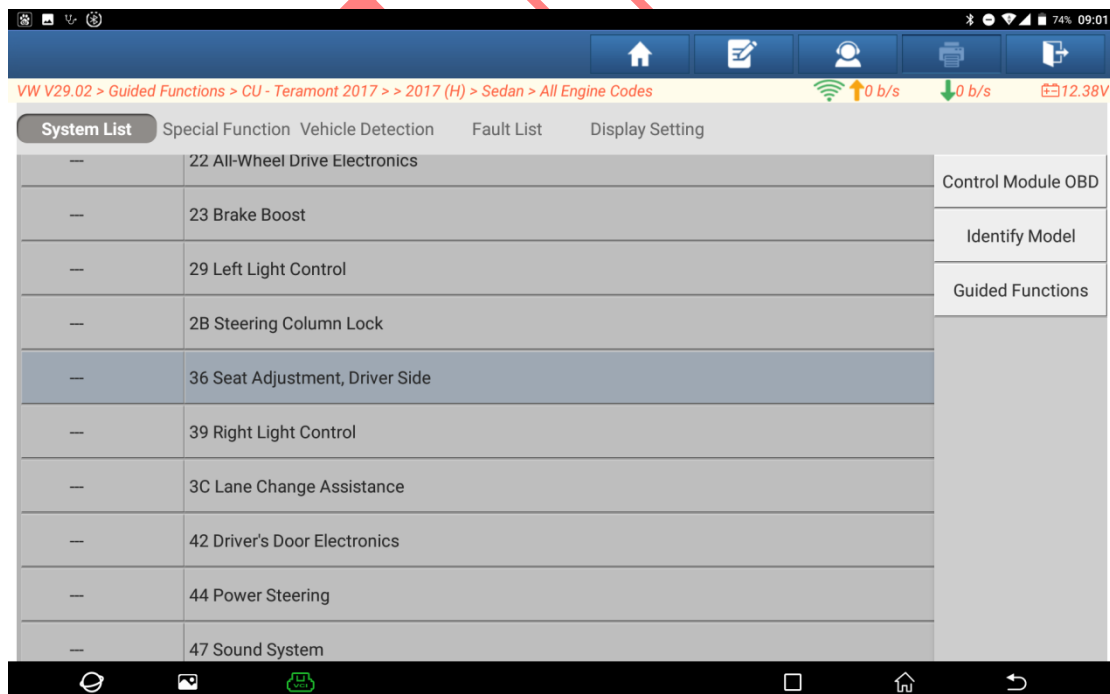 74% 09:01
VW V29.02 > Guided Functions > CU - Teramont 2017 > > 2017 (H) > Sedan > All Engine Codes 0 b/s 0 b/s 12.38V
System List Special Function Vehicle Detection Fault List Display Setting
--- 22 All-Wheel Drive Electronics
Control Module OBD
--- 23 Brake Boost
Identify Model
--- 29 Left Light Control
Guided Functions
--- 2B Steering Column Lock
--- 36 Seat Adjustment, Driver Side
--- 39 Right Light Control
--- 3C Lane Change Assistance
--- 42 Driver's Door Electronics
--- 44 Power Steering
--- 47 Sound System
VCI